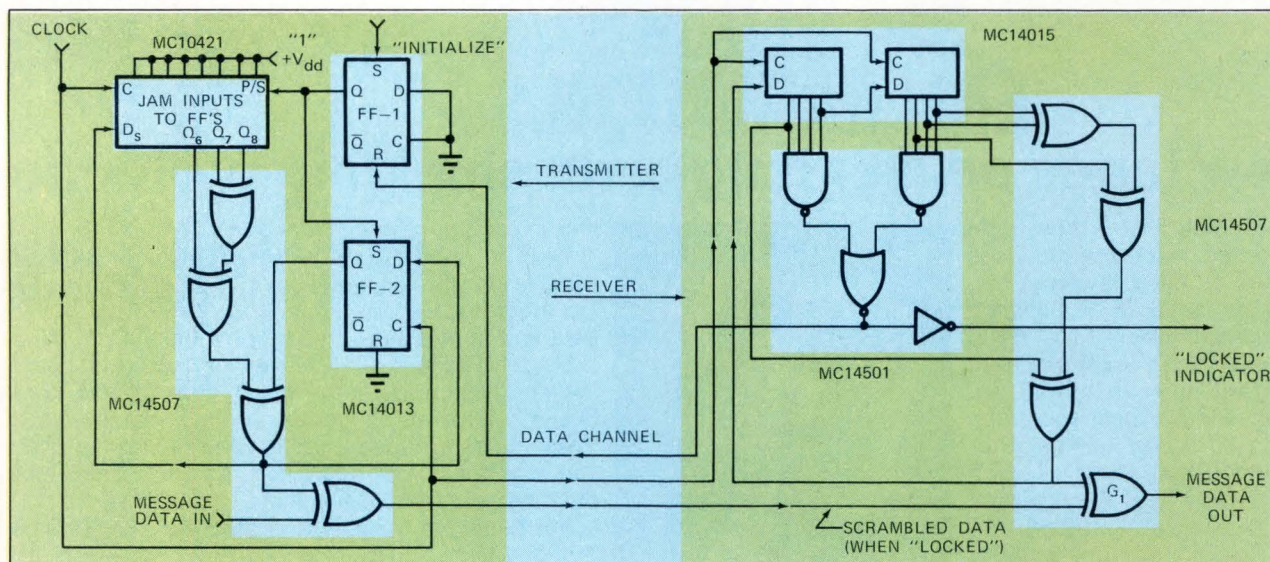 CLOCK
MC10421
"1"
+Vdd
"INITIALIZE"
C
P/S
JAM INPUTS
TO FF'S
Ds
Q6
Q7
Q8
S
Q
D
FF-1
Q̅
C
R
TRANSMITTER
S
Q
D
FF-2
Q̅
C
R
RECEIVER
MC14507
MC14013
DATA CHANNEL
MESSAGE
DATA IN
C
D
C
D
MC14015
MC14507
MC14501
"LOCKED"
INDICATOR
G1
MESSAGE
DATA
OUT
SCRAMBLED DATA
(WHEN "LOCKED")